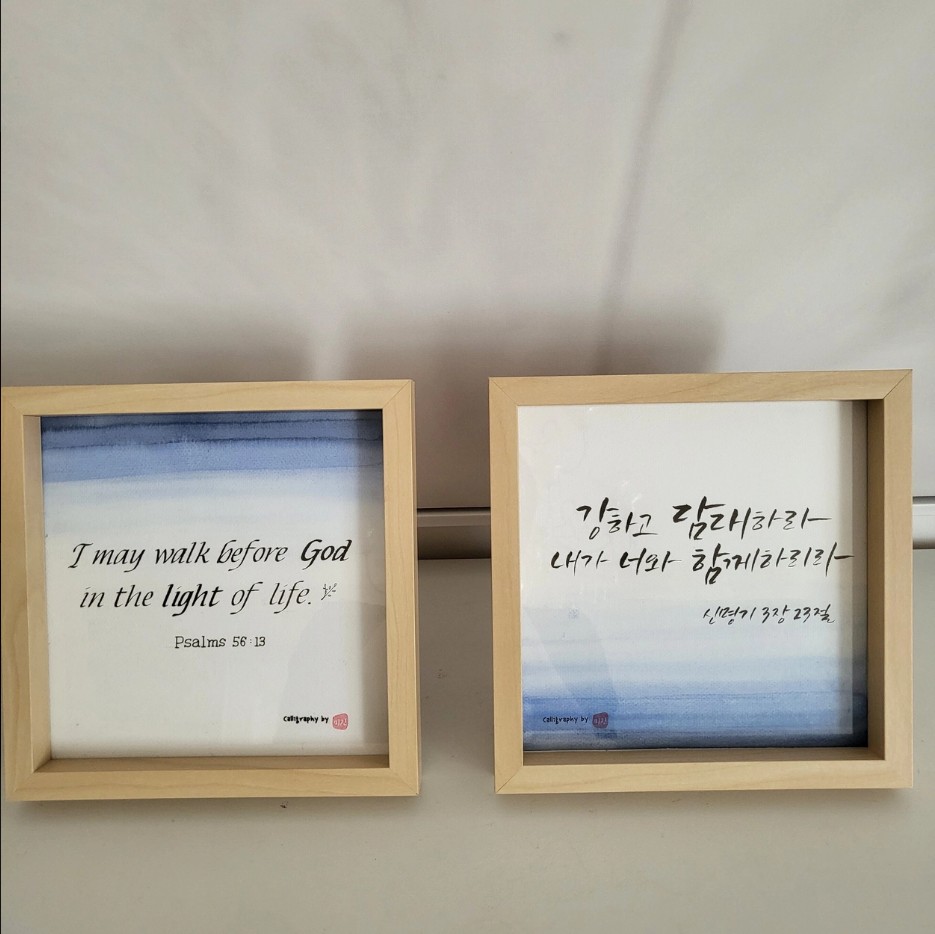 I may walk before God
in the light of life.
Psalms 56:13
Calligraphy by
강하고 담대하라
내가 너와 함께하리라
신명기 3장 23절
Calligraphy by